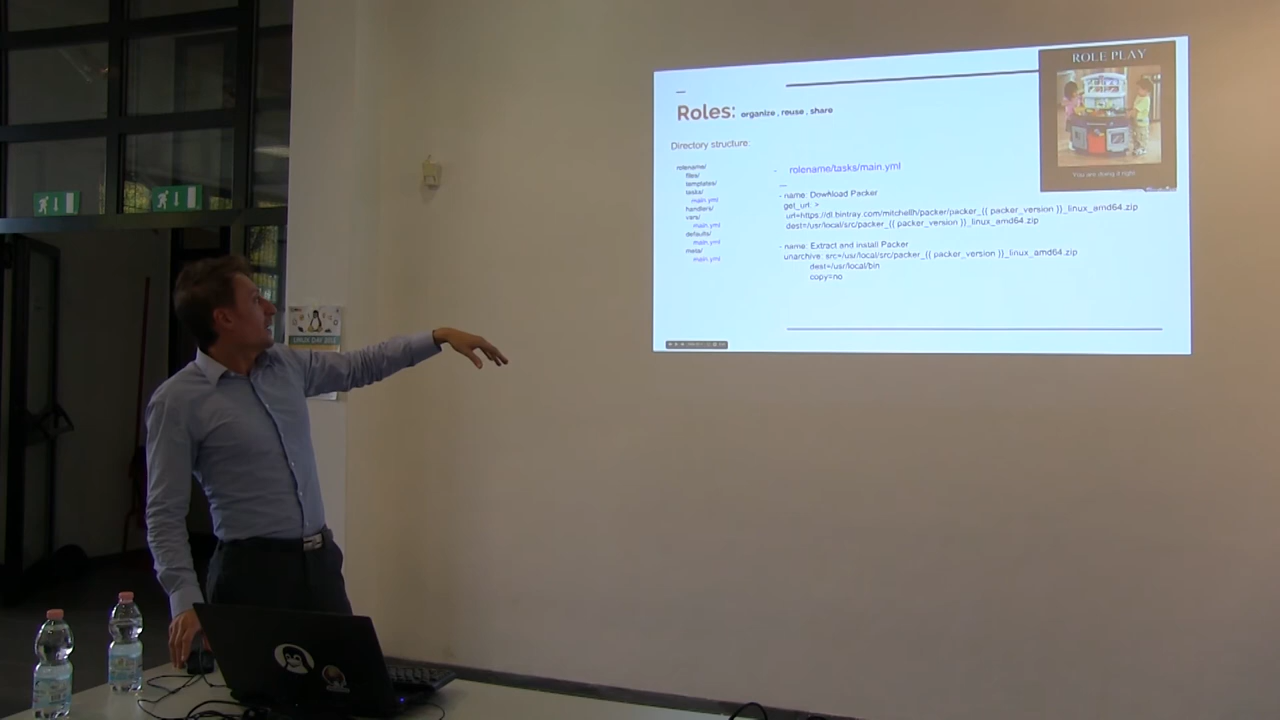 ROLE PLAY
You are doing it right
Roles: organize , reuse , share
Directory structure:
rolename/
files/
templates/
tasks/
main.yml
handlers/
vars/
main.yml
defaults/
main.yml
meta/
main.yml
- rolename/tasks/main.yml
---
- name: Download Packer
get_url: >
url=https://dl.bintray.com/mitchellh/packer/packer_{{ packer_version }}_linux_amd64.zip
dest=/usr/local/src/packer_{{ packer_version }}_linux_amd64.zip
- name: Extract and install Packer
unarchive: src=/usr/local/src/packer_{{ packer_version }}_linux_amd64.zip
dest=/usr/local/bin
copy=no
LINUX DAY